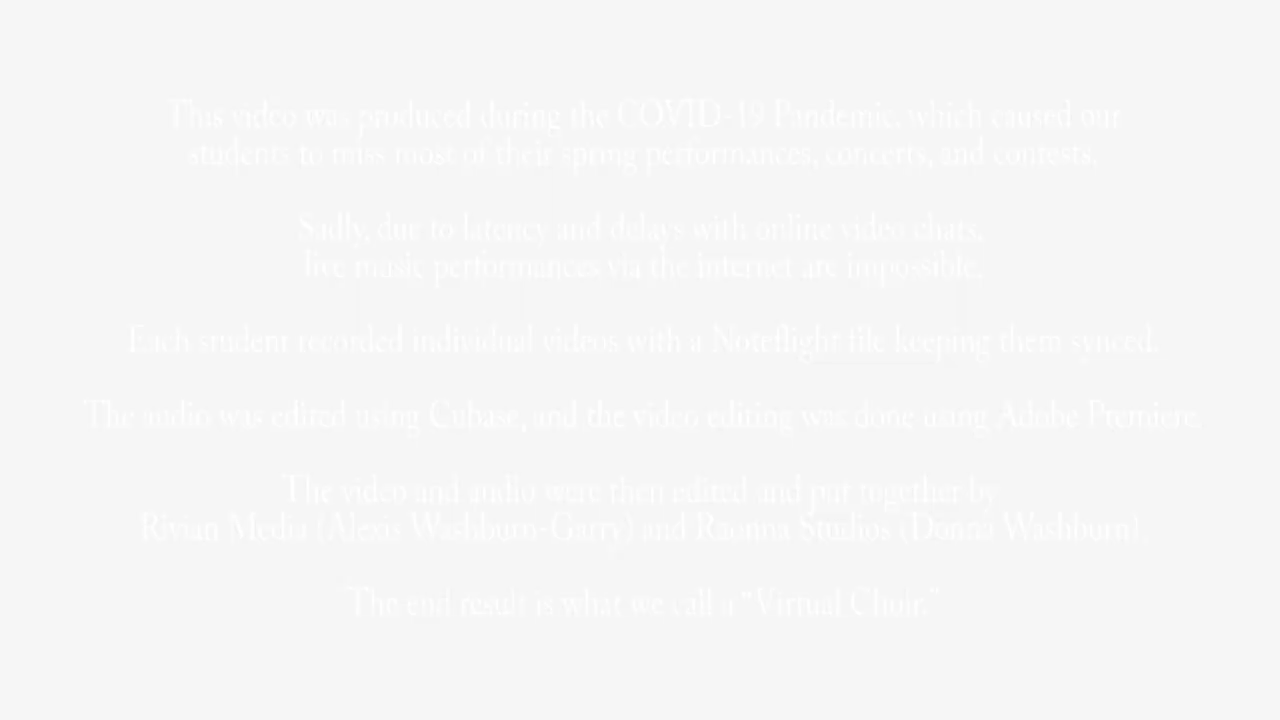 This video was produced during the COVID-19 Pandemic, which caused our
students to miss most of their spring performances, concerts, and contests.
Sadly, due to latency and delays with online video chats,
live music performances via the internet are impossible.
Each student recorded individual videos with a Noteflight file keeping them synced.
The audio was edited using Cubase, and the video editing was done using Adobe Premiere.
The video and audio were then edited and put together by
Rivian Media (Alexis Washburn-Garry) and Raonna Studios (Donna Washburn).
The end result is what we call a "Virtual Choir."